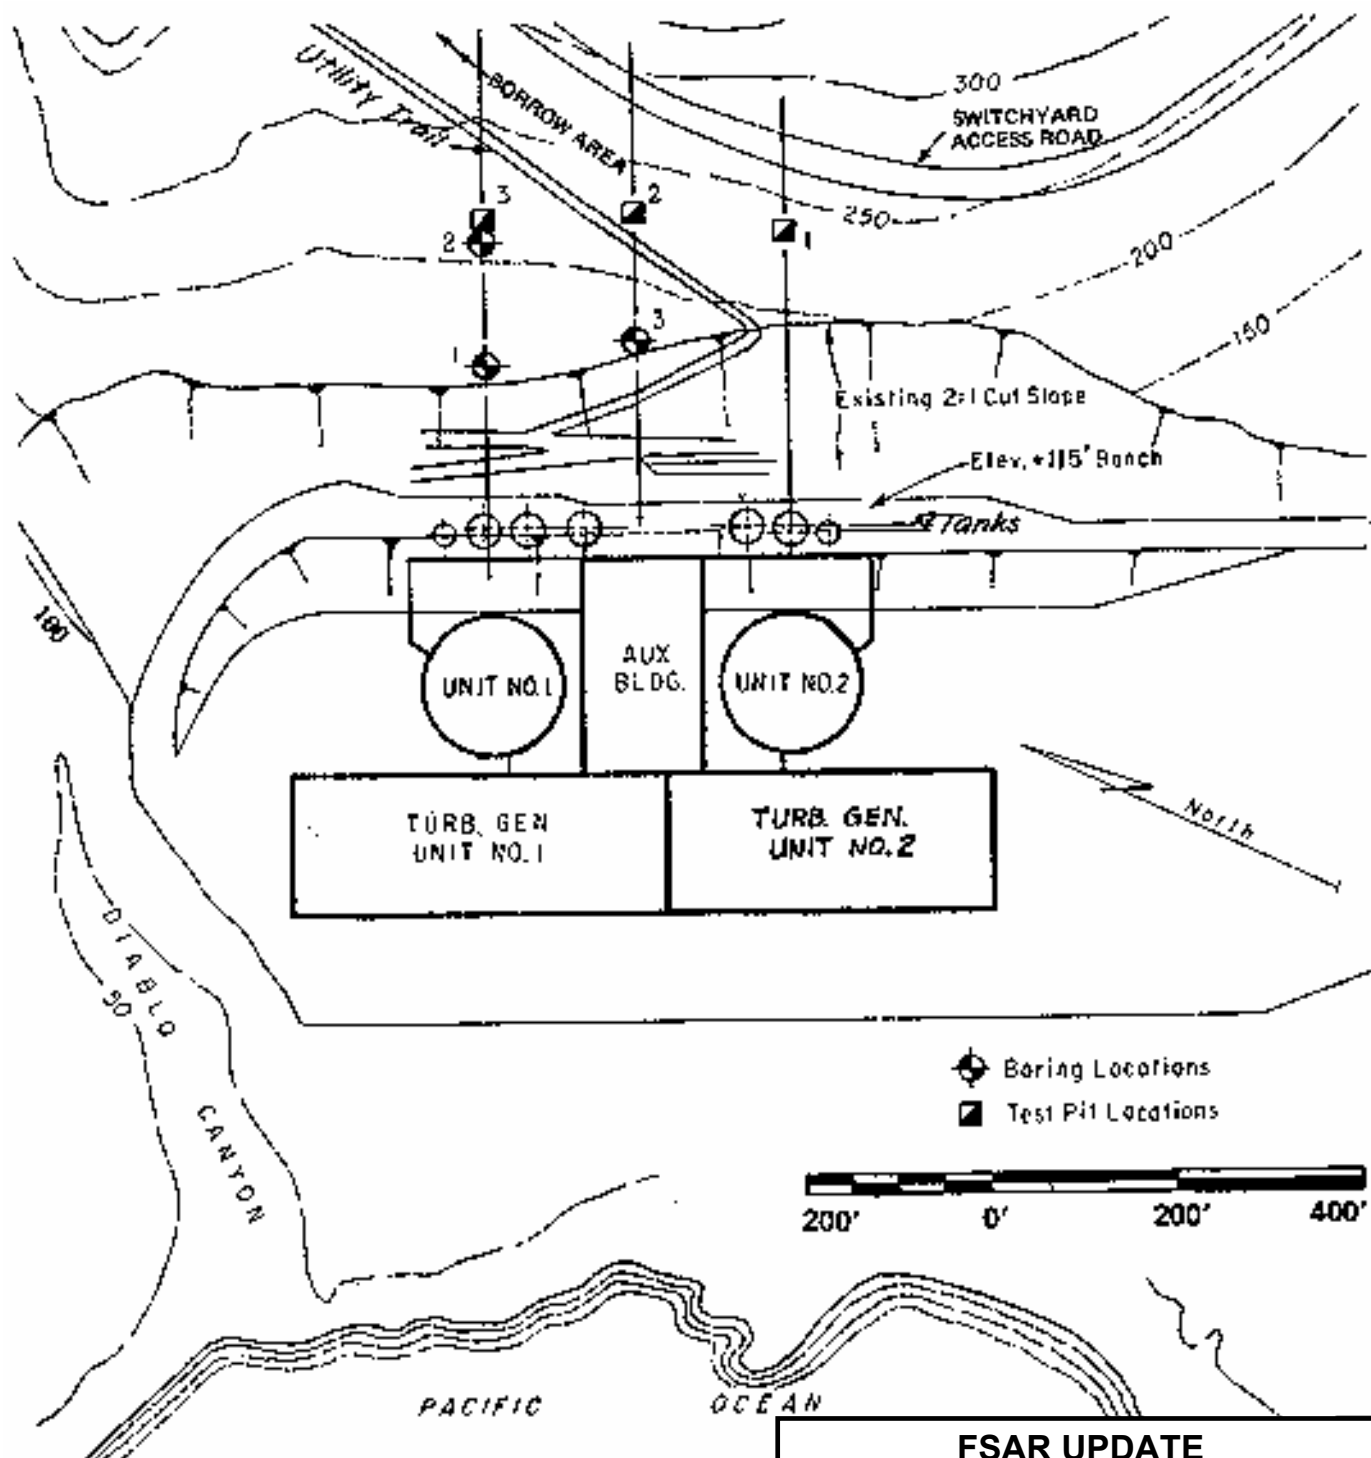 Utility Trail
BORROW AREA
300
SWITCHYARD
ACCESS ROAD
3
2
250
1
2
200
3
150
1
Existing 2:1 Cut Slope
Elev. +115' Bench
Tanks
100
UNIT NO.1
AUX
BLDG.
UNIT NO.2
TURB. GEN
UNIT NO.1
TURB. GEN.
UNIT NO.2
North
DIABLO
CANYON
50
Boring Locations
Test Pit Locations
200' 0' 200' 400'
PACIFIC OCEAN
FSAR UPDATE